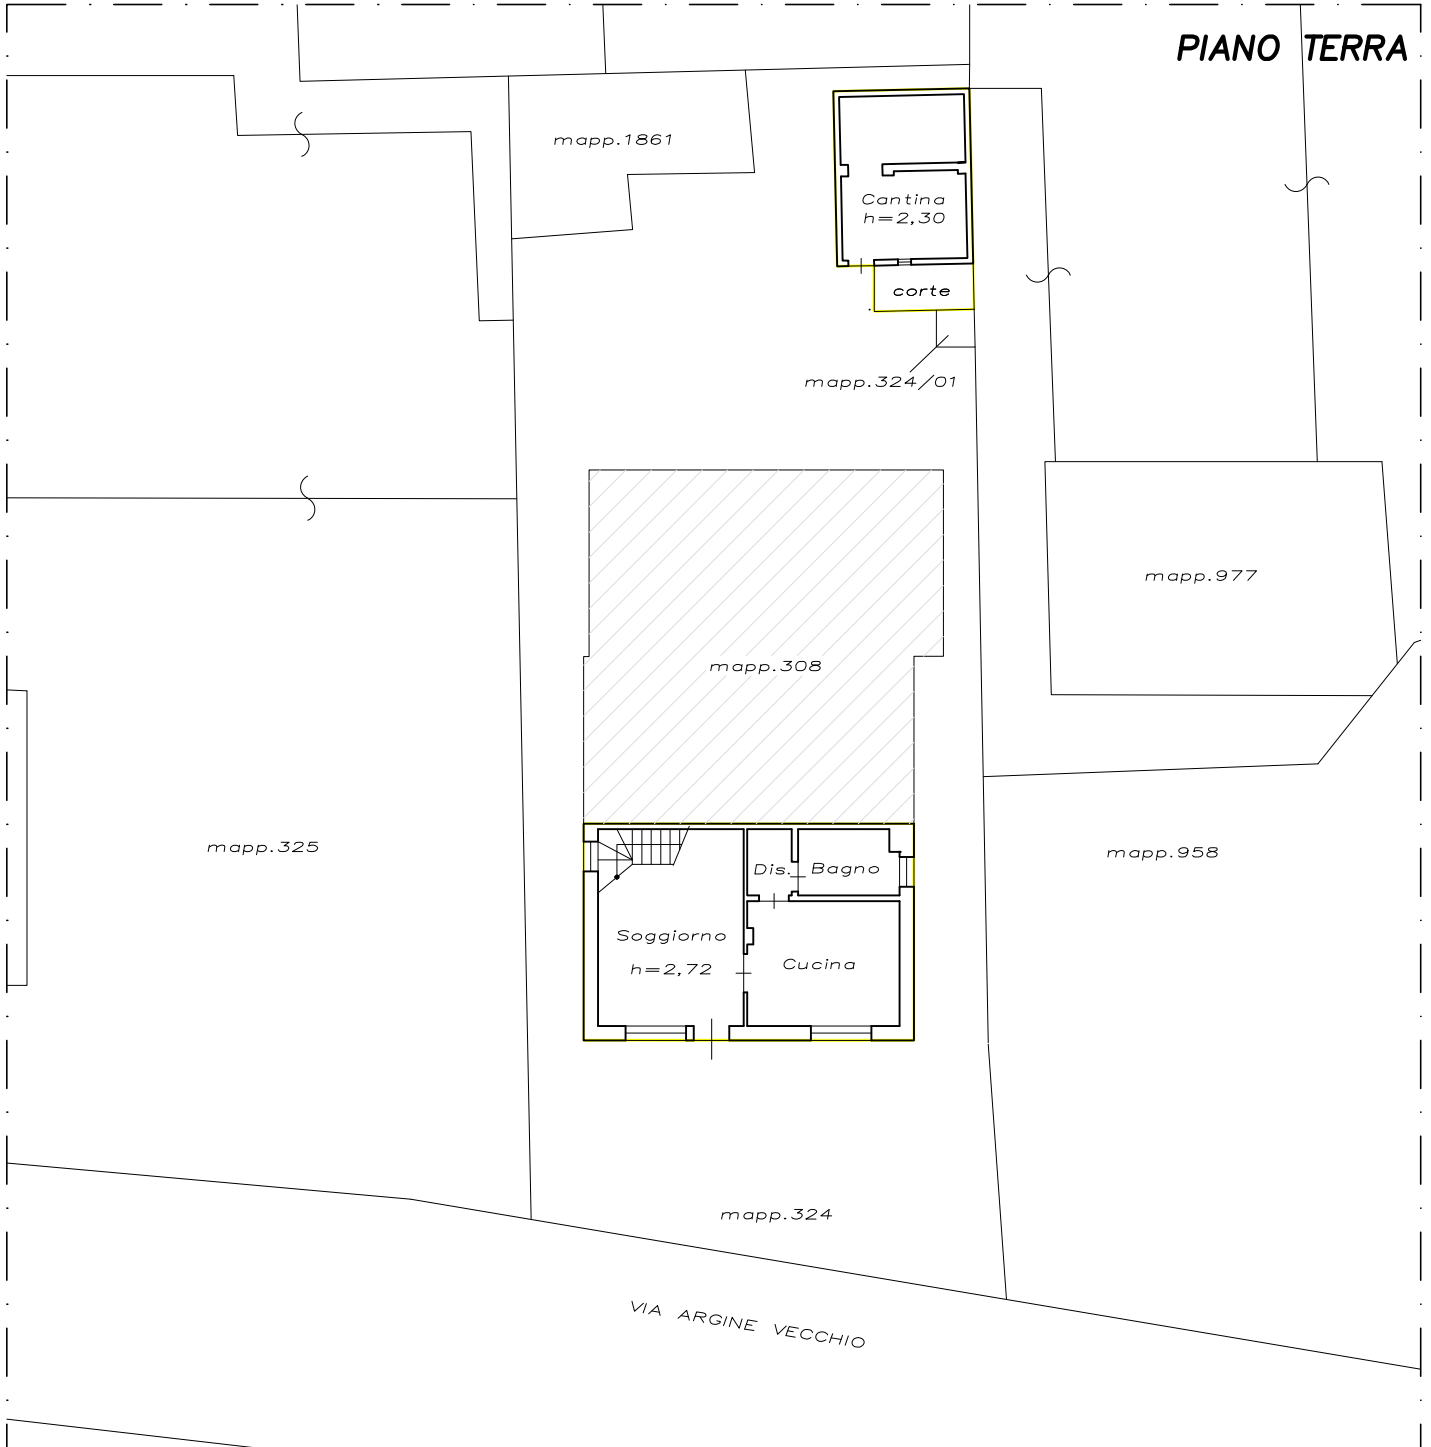 PIANO TERRA
mapp.1861
Cantina
h=2,30
corte
mapp.324/01
mapp.977
mapp.308
mapp.325
mapp.958
Dis.
Bagno
Soggiorno
h=2,72
Cucina
mapp.324
VIA ARGINE VECCHIO